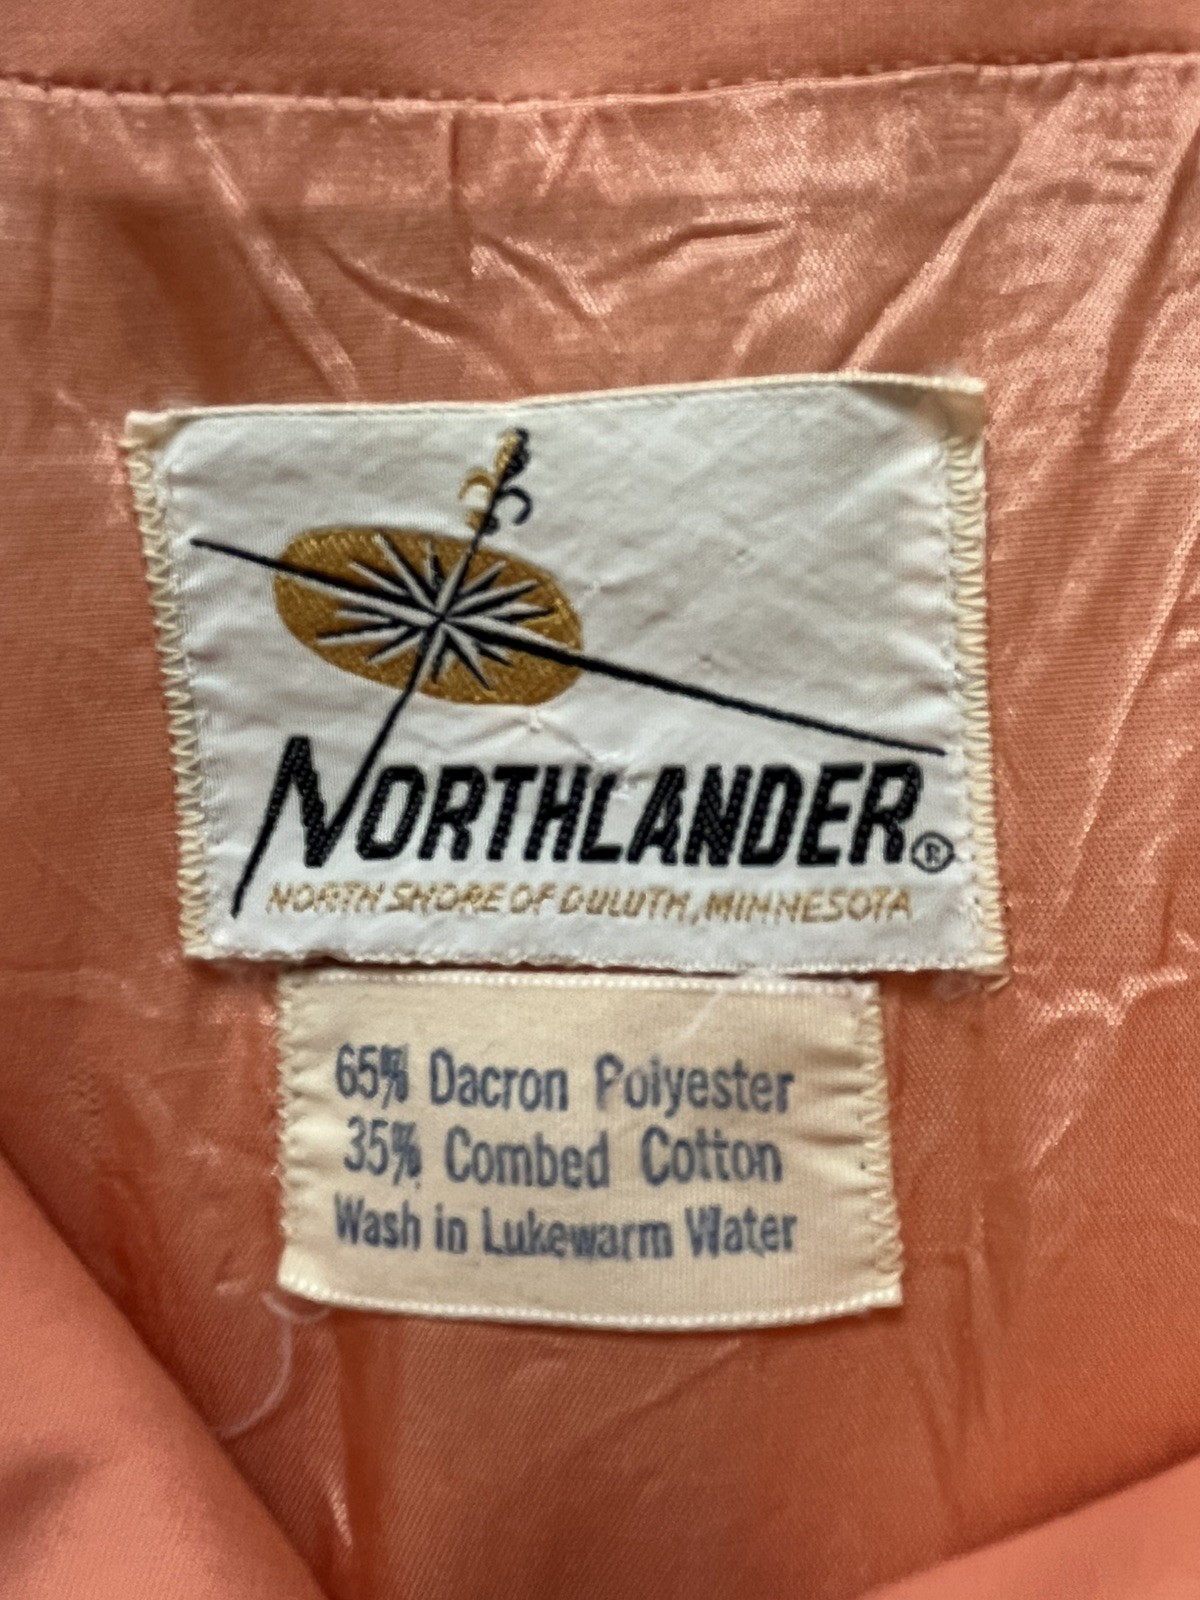 NORTHLANDER®
NORTH SHORE OF DULUTH, MINNESOTA
65% Dacron Polyester
35% Combed Cotton
Wash in Lukewarm Water